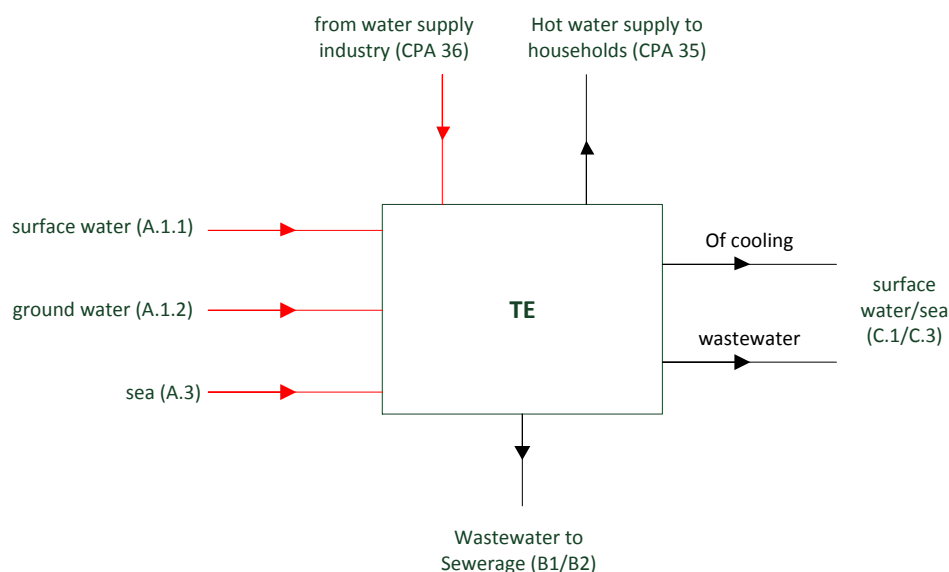 from water supply
industry (CPA 36)
Hot water supply to
households (CPA 35)
surface water (A.1.1)
Of cooling
surface
water/sea
(C.1/C.3)
ground water (A.1.2)
TE
wastewater
sea (A.3)
Wastewater to
Sewerage (B1/B2)